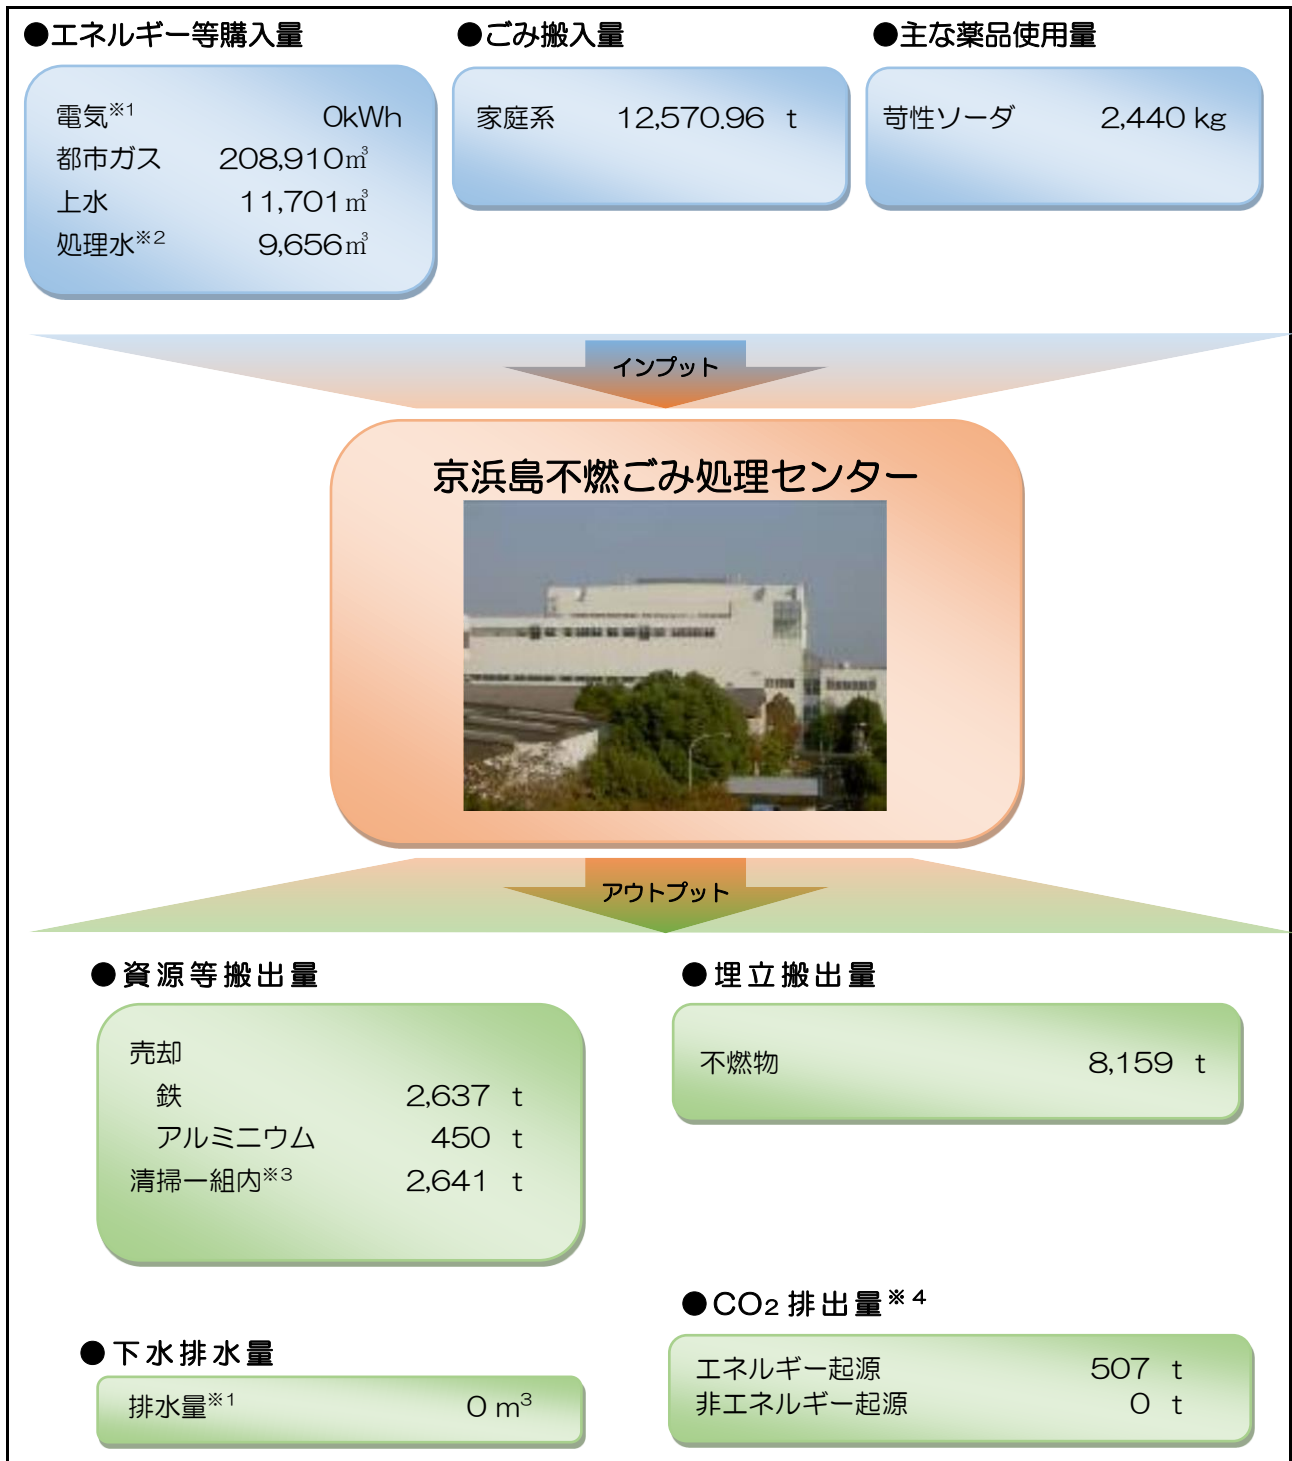 ●エネルギー等購入量
電気※1 0kWh
都市ガス 208,910㎥
上水 11,701㎥
処理水※2 9,656㎥
●ごみ搬入量
家庭系 12,570.96 t
●主な薬品使用量
苛性ソーダ 2,440 kg
インプット
京浜島不燃ごみ処理センター
アウトプット
●資源等搬出量
売却
鉄 2,637 t
アルミニウム 450 t
清掃一組内※3 2,641 t
●埋立搬出量
不燃物 8,159 t
●下水排水量
排水量※1 0 m³
●CO₂排出量※4
エネルギー起源 507 t
非エネルギー起源 0 t